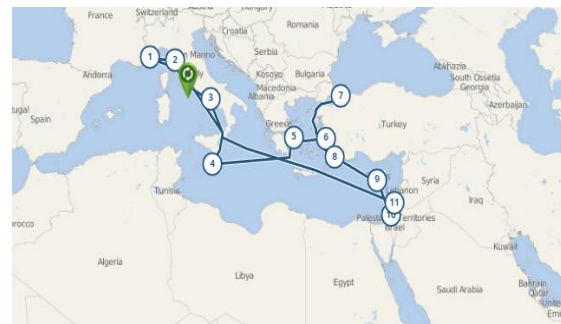 France
Switzerland
Hungary
Romania
Croatia
Andorra
1
2
San Marino
Serbia
Kosovo
Bulgaria
Macedonia
Albania
Abkhazia
South Ossetia
Georgia
Azerbaijan
Spain
3
7
Greece
5
6
Turkey
4
8
Tunisia
9
Syria
Lebanon
11
10
Palestinian Territories
Israel
Iraq
Algeria
Libya
Egypt
Kuwait
Saudi Arabia
Bahrain
Qatar